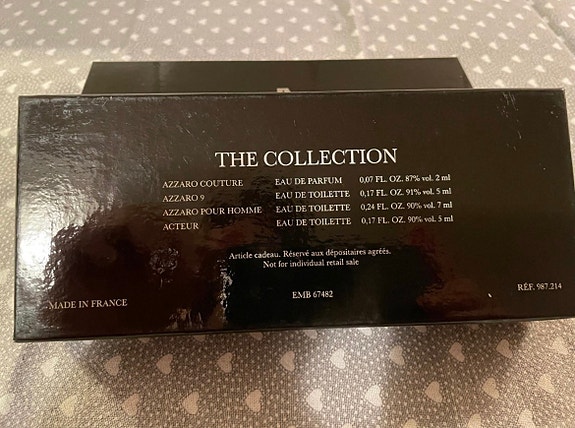 THE COLLECTION
AZZARO COUTURE EAU DE PARFUM 0,07 FL. OZ. 87% vol. 2 ml
AZZARO 9 EAU DE TOILETTE 0,17 FL. OZ. 91% vol. 5 ml
AZZARO POUR HOMME EAU DE TOILETTE 0,24 FL. OZ. 90% vol. 7 ml
ACTEUR EAU DE TOILETTE 0,17 FL. OZ. 90% vol. 5 ml
Article cadeau. Réservé aux dépositaires agréés.
Not for individual retail sale
MADE IN FRANCE EMB 67482 RÉF. 987.214